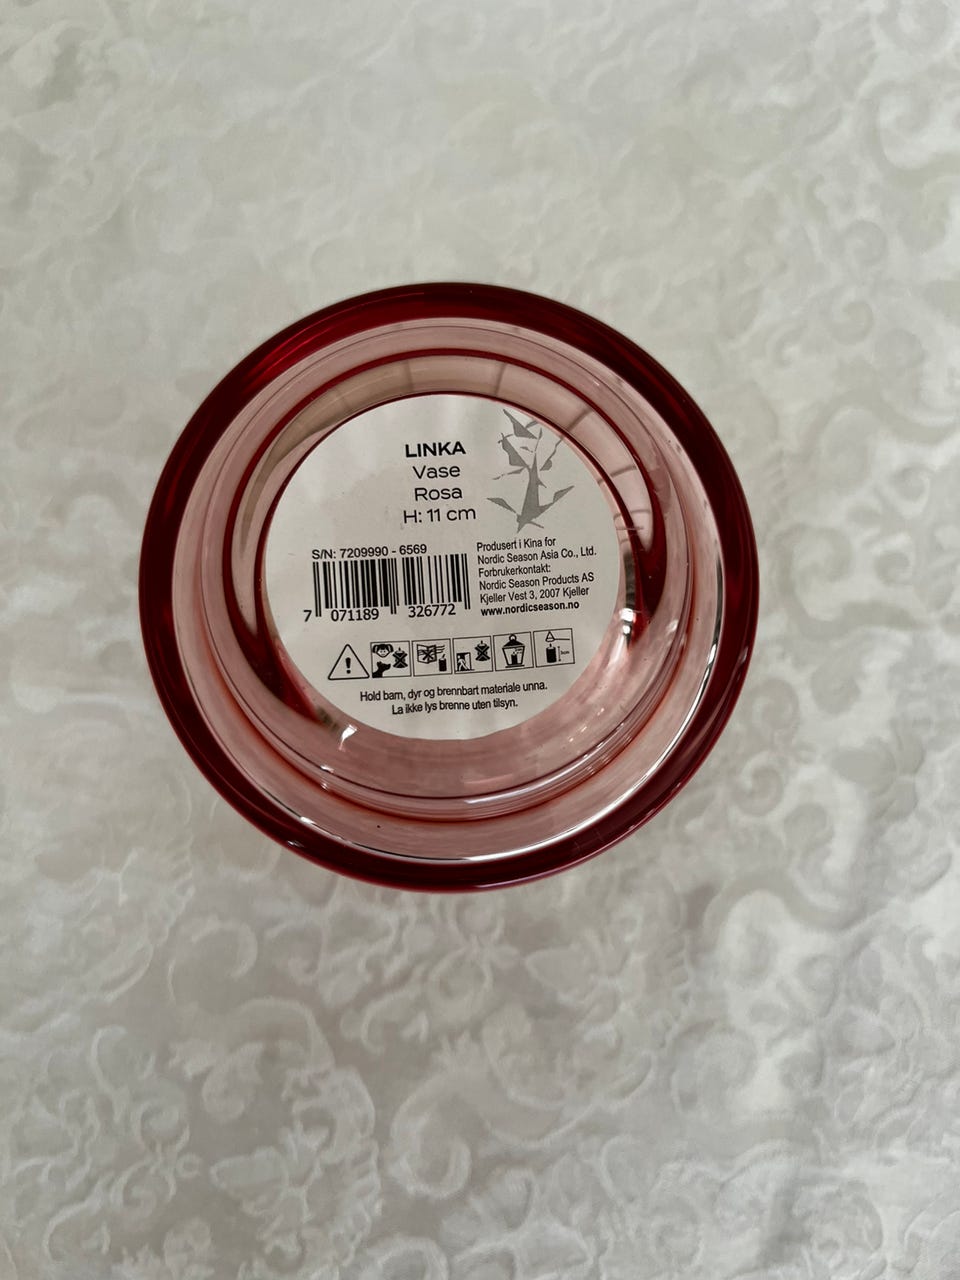 LINKA
Vase
Rosa
H: 11 cm
S/N: 7209990 - 6569
7 071189 326772
Produsert i Kina for
Nordic Season Asia Co., Ltd.
Forbrukerkontakt:
Nordic Season Products AS
Kjeller Vest 3, 2007 Kjeller
www.nordicseason.no
Hold barn, dyr og brennbart materiale unna.
La ikke lys brenne uten tilsyn.